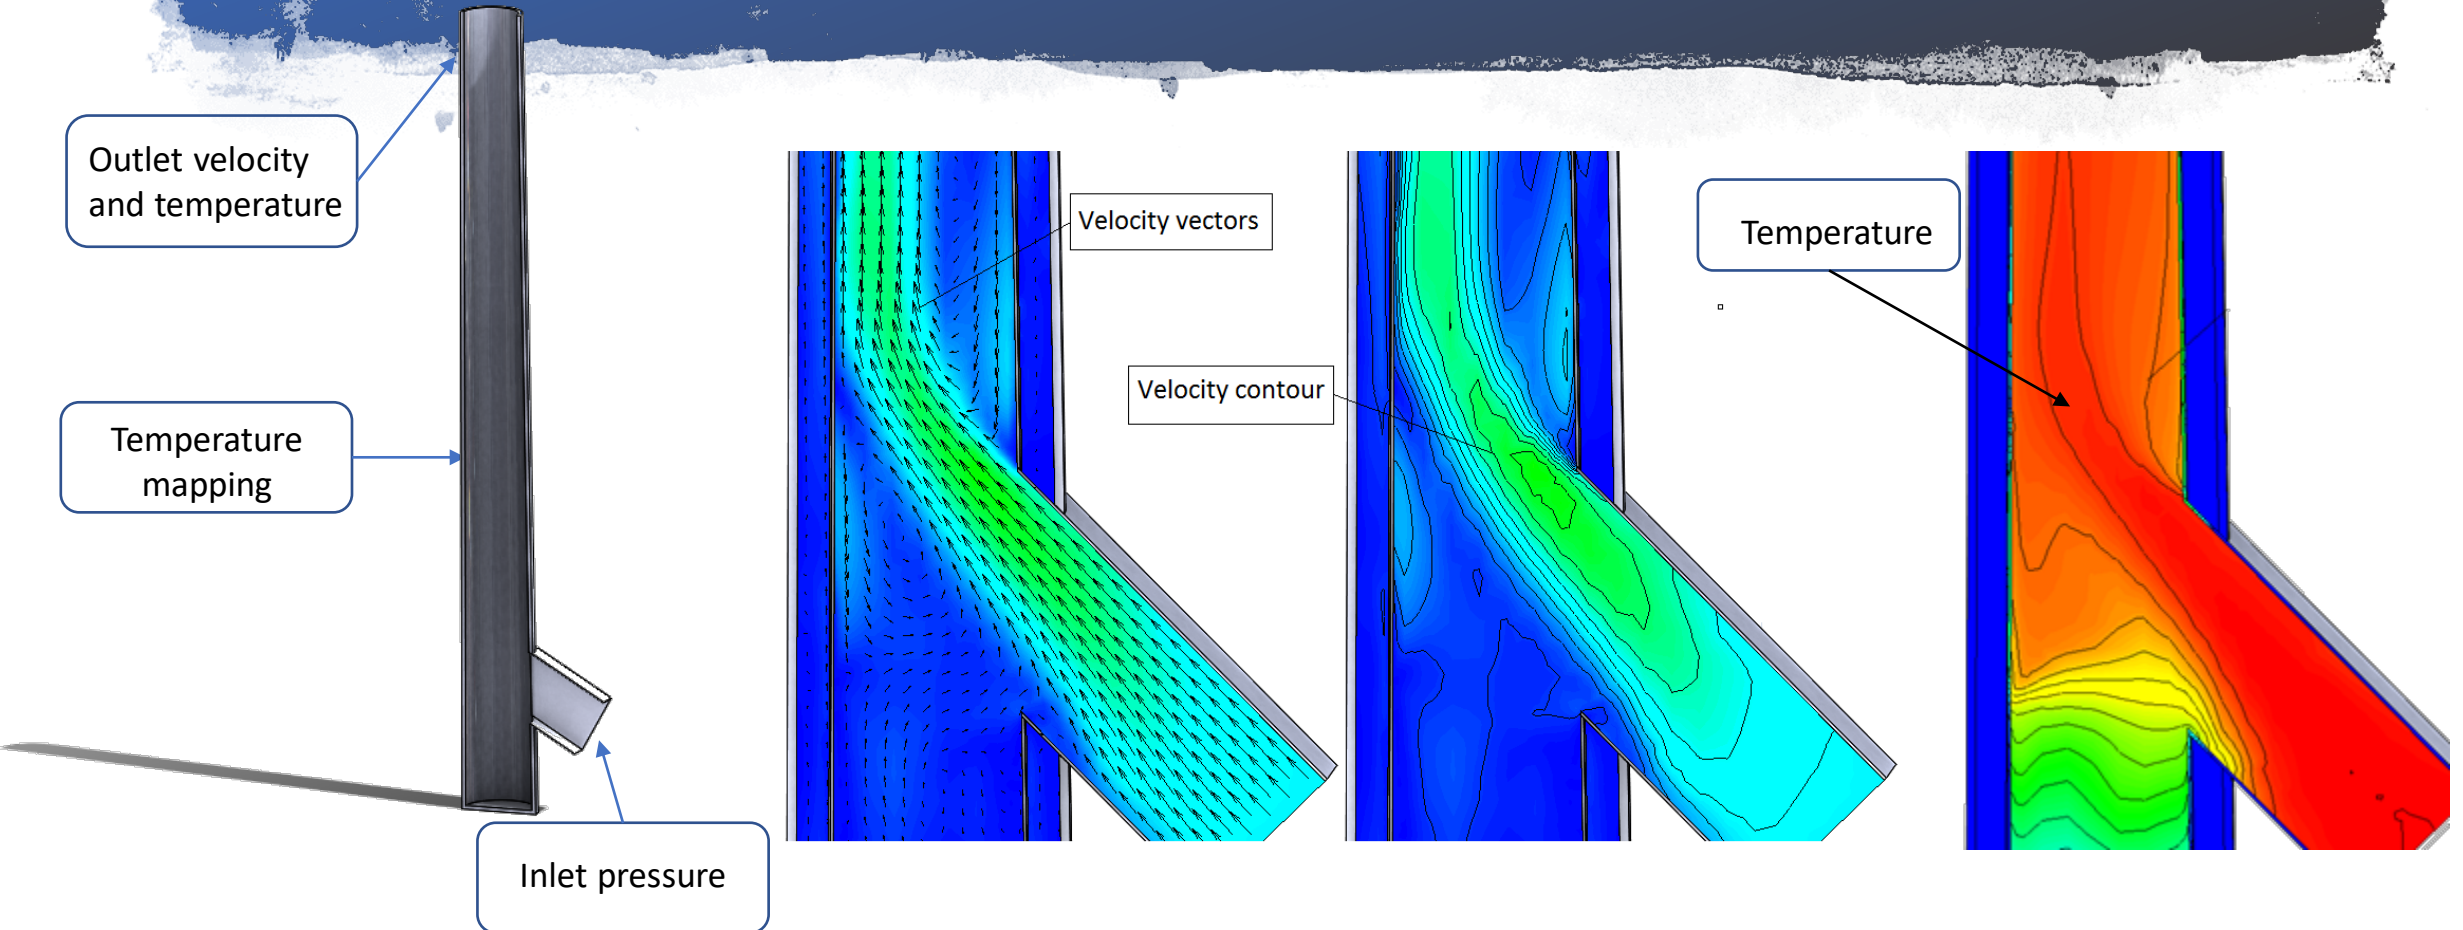 Outlet velocity
and temperature
Temperature
mapping
Inlet pressure
Velocity vectors
Velocity contour
Temperature